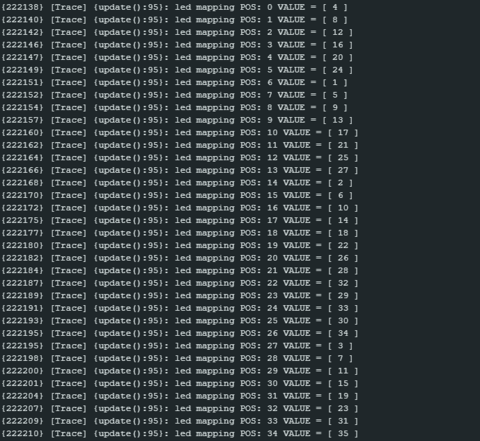 {222138} [Trace] {update():95}: led mapping POS: 0 VALUE = [ 4 ]
{222140} [Trace] {update():95}: led mapping POS: 1 VALUE = [ 8 ]
{222142} [Trace] {update():95}: led mapping POS: 2 VALUE = [ 12 ]
{222146} [Trace] {update():95}: led mapping POS: 3 VALUE = [ 16 ]
{222147} [Trace] {update():95}: led mapping POS: 4 VALUE = [ 20 ]
{222149} [Trace] {update():95}: led mapping POS: 5 VALUE = [ 24 ]
{222151} [Trace] {update():95}: led mapping POS: 6 VALUE = [ 1 ]
{222152} [Trace] {update():95}: led mapping POS: 7 VALUE = [ 5 ]
{222154} [Trace] {update():95}: led mapping POS: 8 VALUE = [ 9 ]
{222157} [Trace] {update():95}: led mapping POS: 9 VALUE = [ 13 ]
{222160} [Trace] {update():95}: led mapping POS: 10 VALUE = [ 17 ]
{222162} [Trace] {update():95}: led mapping POS: 11 VALUE = [ 21 ]
{222164} [Trace] {update():95}: led mapping POS: 12 VALUE = [ 25 ]
{222166} [Trace] {update():95}: led mapping POS: 13 VALUE = [ 27 ]
{222168} [Trace] {update():95}: led mapping POS: 14 VALUE = [ 2 ]
{222170} [Trace] {update():95}: led mapping POS: 15 VALUE = [ 6 ]
{222172} [Trace] {update():95}: led mapping POS: 16 VALUE = [ 10 ]
{222175} [Trace] {update():95}: led mapping POS: 17 VALUE = [ 14 ]
{222177} [Trace] {update():95}: led mapping POS: 18 VALUE = [ 18 ]
{222180} [Trace] {update():95}: led mapping POS: 19 VALUE = [ 22 ]
{222182} [Trace] {update():95}: led mapping POS: 20 VALUE = [ 26 ]
{222184} [Trace] {update():95}: led mapping POS: 21 VALUE = [ 28 ]
{222187} [Trace] {update():95}: led mapping POS: 22 VALUE = [ 32 ]
{222189} [Trace] {update():95}: led mapping POS: 23 VALUE = [ 29 ]
{222191} [Trace] {update():95}: led mapping POS: 24 VALUE = [ 33 ]
{222193} [Trace] {update():95}: led mapping POS: 25 VALUE = [ 30 ]
{222195} [Trace] {update():95}: led mapping POS: 26 VALUE = [ 34 ]
{222195} [Trace] {update():95}: led mapping POS: 27 VALUE = [ 3 ]
{222198} [Trace] {update():95}: led mapping POS: 28 VALUE = [ 7 ]
{222200} [Trace] {update():95}: led mapping POS: 29 VALUE = [ 11 ]
{222201} [Trace] {update():95}: led mapping POS: 30 VALUE = [ 15 ]
{222204} [Trace] {update():95}: led mapping POS: 31 VALUE = [ 19 ]
{222207} [Trace] {update():95}: led mapping POS: 32 VALUE = [ 23 ]
{222209} [Trace] {update():95}: led mapping POS: 33 VALUE = [ 31 ]
{222210} [Trace] {update():95}: led mapping POS: 34 VALUE = [ 35 ]